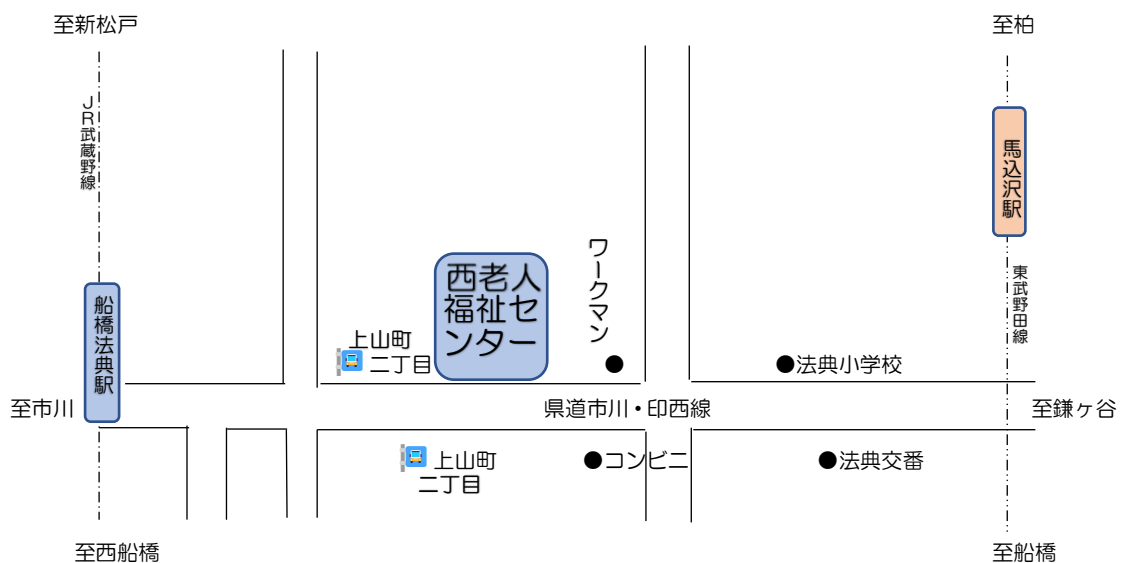 至新松戸
至柏
JR武蔵野線
馬込沢駅
西老人
福祉セ
ンター
ワークマン
東武野田線
船橋法典駅
上山町
二丁目
●法典小学校
至市川
県道市川・印西線
至鎌ヶ谷
上山町
二丁目
●コンビニ
●法典交番
至西船橋
至船橋